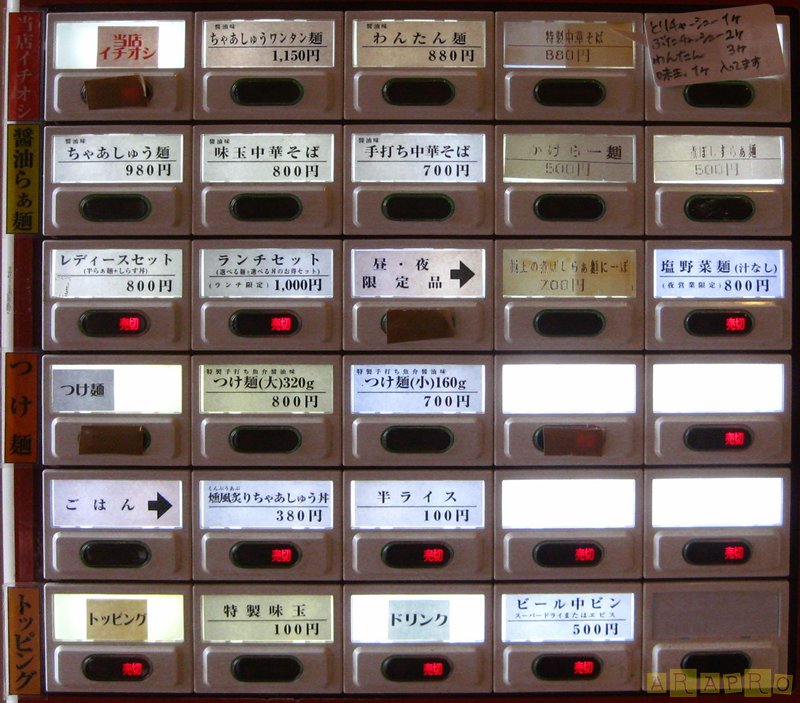 当店イチオシ
当店
イチオシ
醤油味
ちゃあしゅうワンタン麺
1,150円
醤油味
わんたん麺
880円
特製中華そば
880円
とりチャーシュー 1ケ
ぶたチャーシュー 2ケ
わんたん 3ケ
味玉 1ケ 入ってます
醤油らぁ麺
醤油味
ちゃあしゅう麺
980円
醤油味
味玉中華そば
800円
醤油味
手打ち中華そば
700円
つけらー麺
500円
煮ぼしすらぁ麺
500円
レディースセット
(半らぁ麺+しらす丼)
800円
売切
ランチセット
(選べる麺+選べる丼のお得セット)
(ランチ限定) 1,000円
売切
昼・夜
限定品
700円
塩野菜麺(汁なし)
(夜営業限定) 800円
売切
つけ麺
つけ麺
特製手打ち魚介醤油味
つけ麺(大)320g
800円
特製手打ち魚介醤油味
つけ麺(小)160g
700円
売切
ごはん
くんぷうあぶ
燻風炙りちゃあしゅう丼
380円
売切
半ライス
100円
売切
売切
売切
トッピング
トッピング
売切
特製味玉
100円
ドリンク
売切
ビール中ビン
スーパードライまたはヱビス
500円
売切
ARAPRO